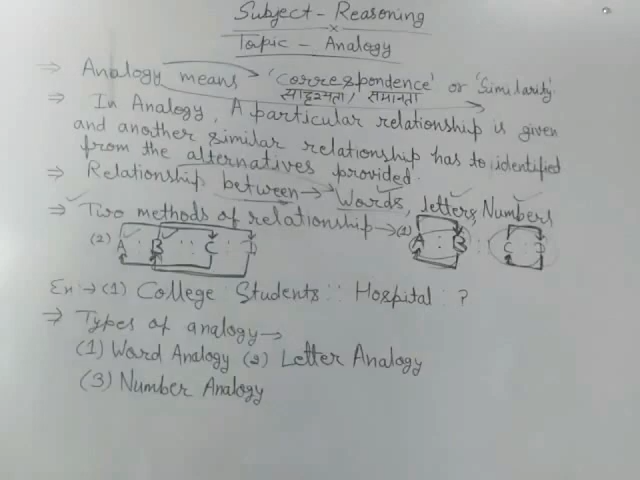 Subject - Reasoning
×
Topic - Analogy
→ Analogy means 'correspondence' or 'Similarity'
सादृश्यता / समानता
⇒ In Analogy, A particular relationship is given
and another similar relationship has to identified
from the alternatives provided.
⇒ Relationship between → Words, letters, Numbers
⇒ Two methods of relationship → (1) A : B :: C : D
(2) A : B :: C : D
Ex → (1) College : Students :: Hospital : ?
⇒ Types of analogy →
(1) Word Analogy (2) Letter Analogy
(3) Number Analogy